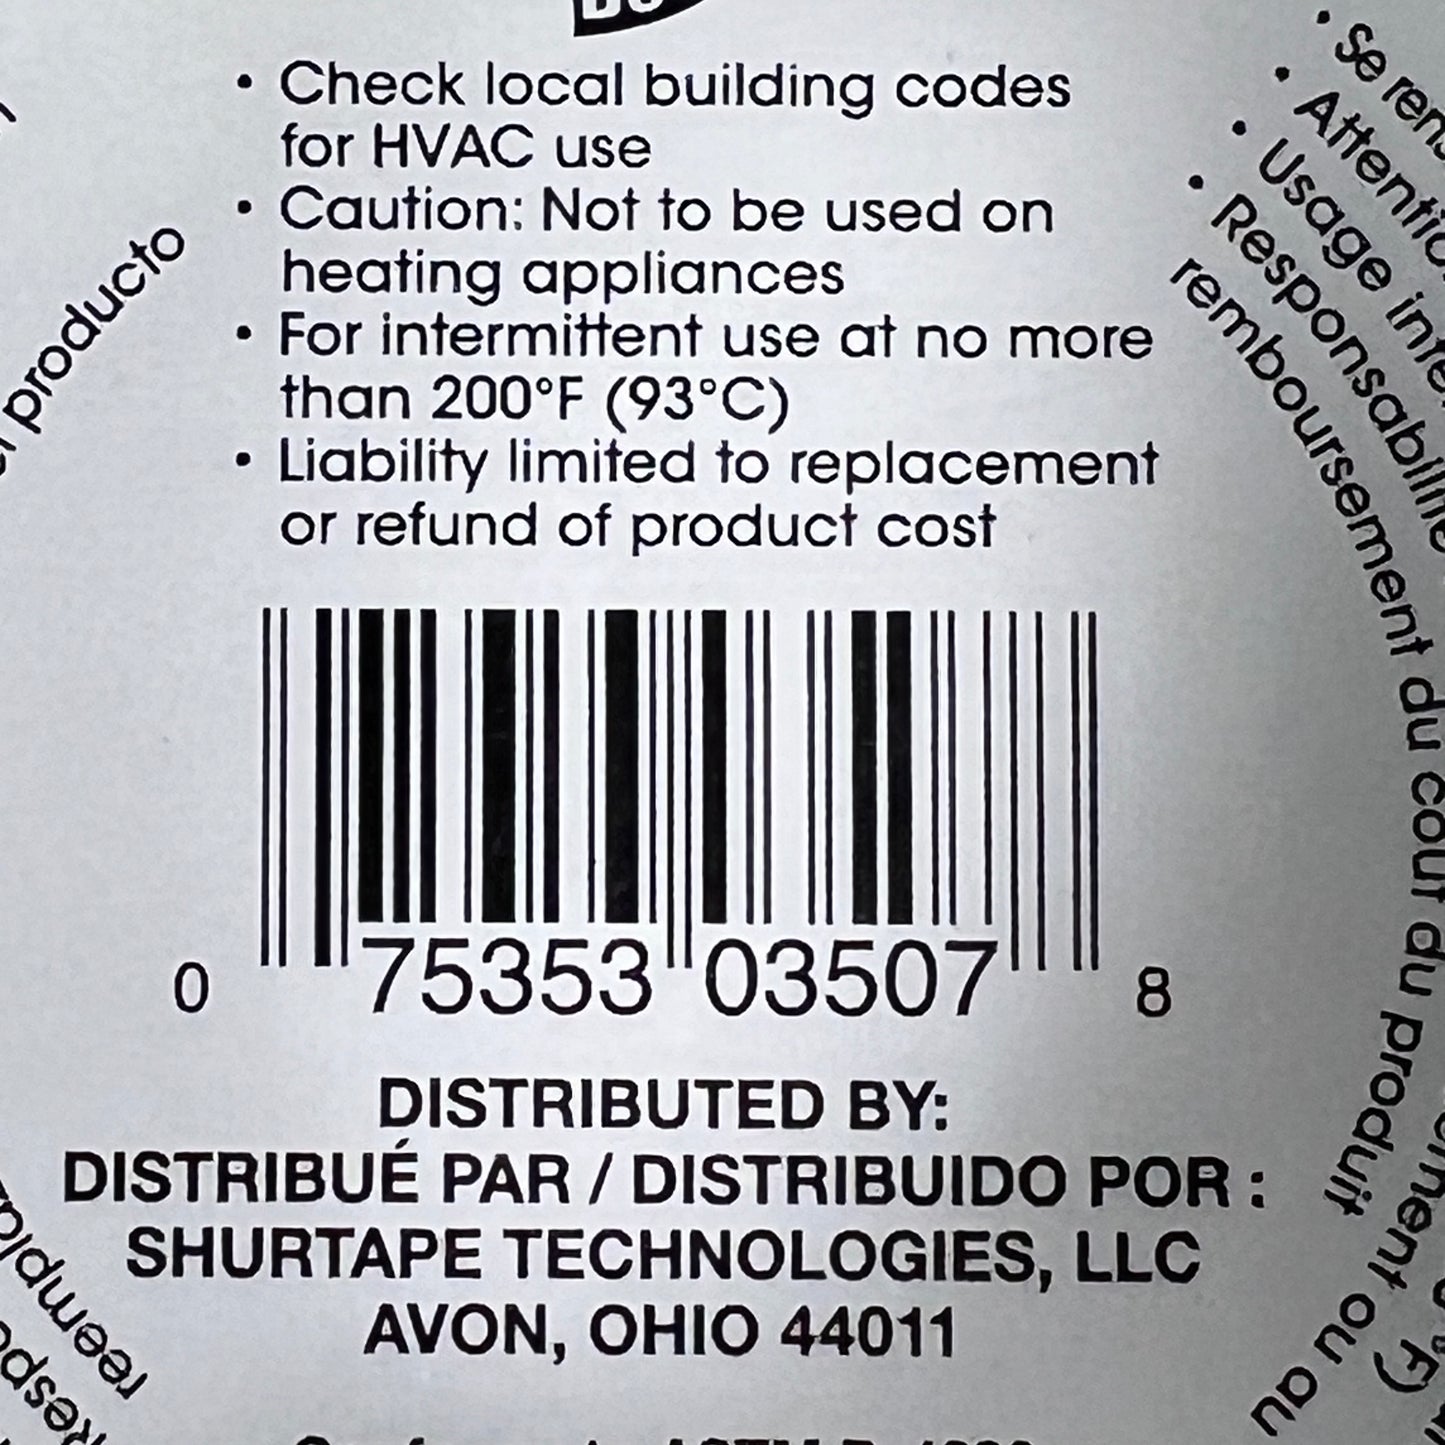 • Check local building codes
for HVAC use
• Caution: Not to be used on
heating appliances
• For intermittent use at no more
than 200°F (93°C)
• Liability limited to replacement
or refund of product cost
0 75353 03507 8
DISTRIBUTED BY:
DISTRIBUÉ PAR / DISTRIBUIDO POR :
SHURTAPE TECHNOLOGIES, LLC
AVON, OHIO 44011
producto
• Se
•
• Usage
• Responsabilité
remboursement du coût du produit
ou au